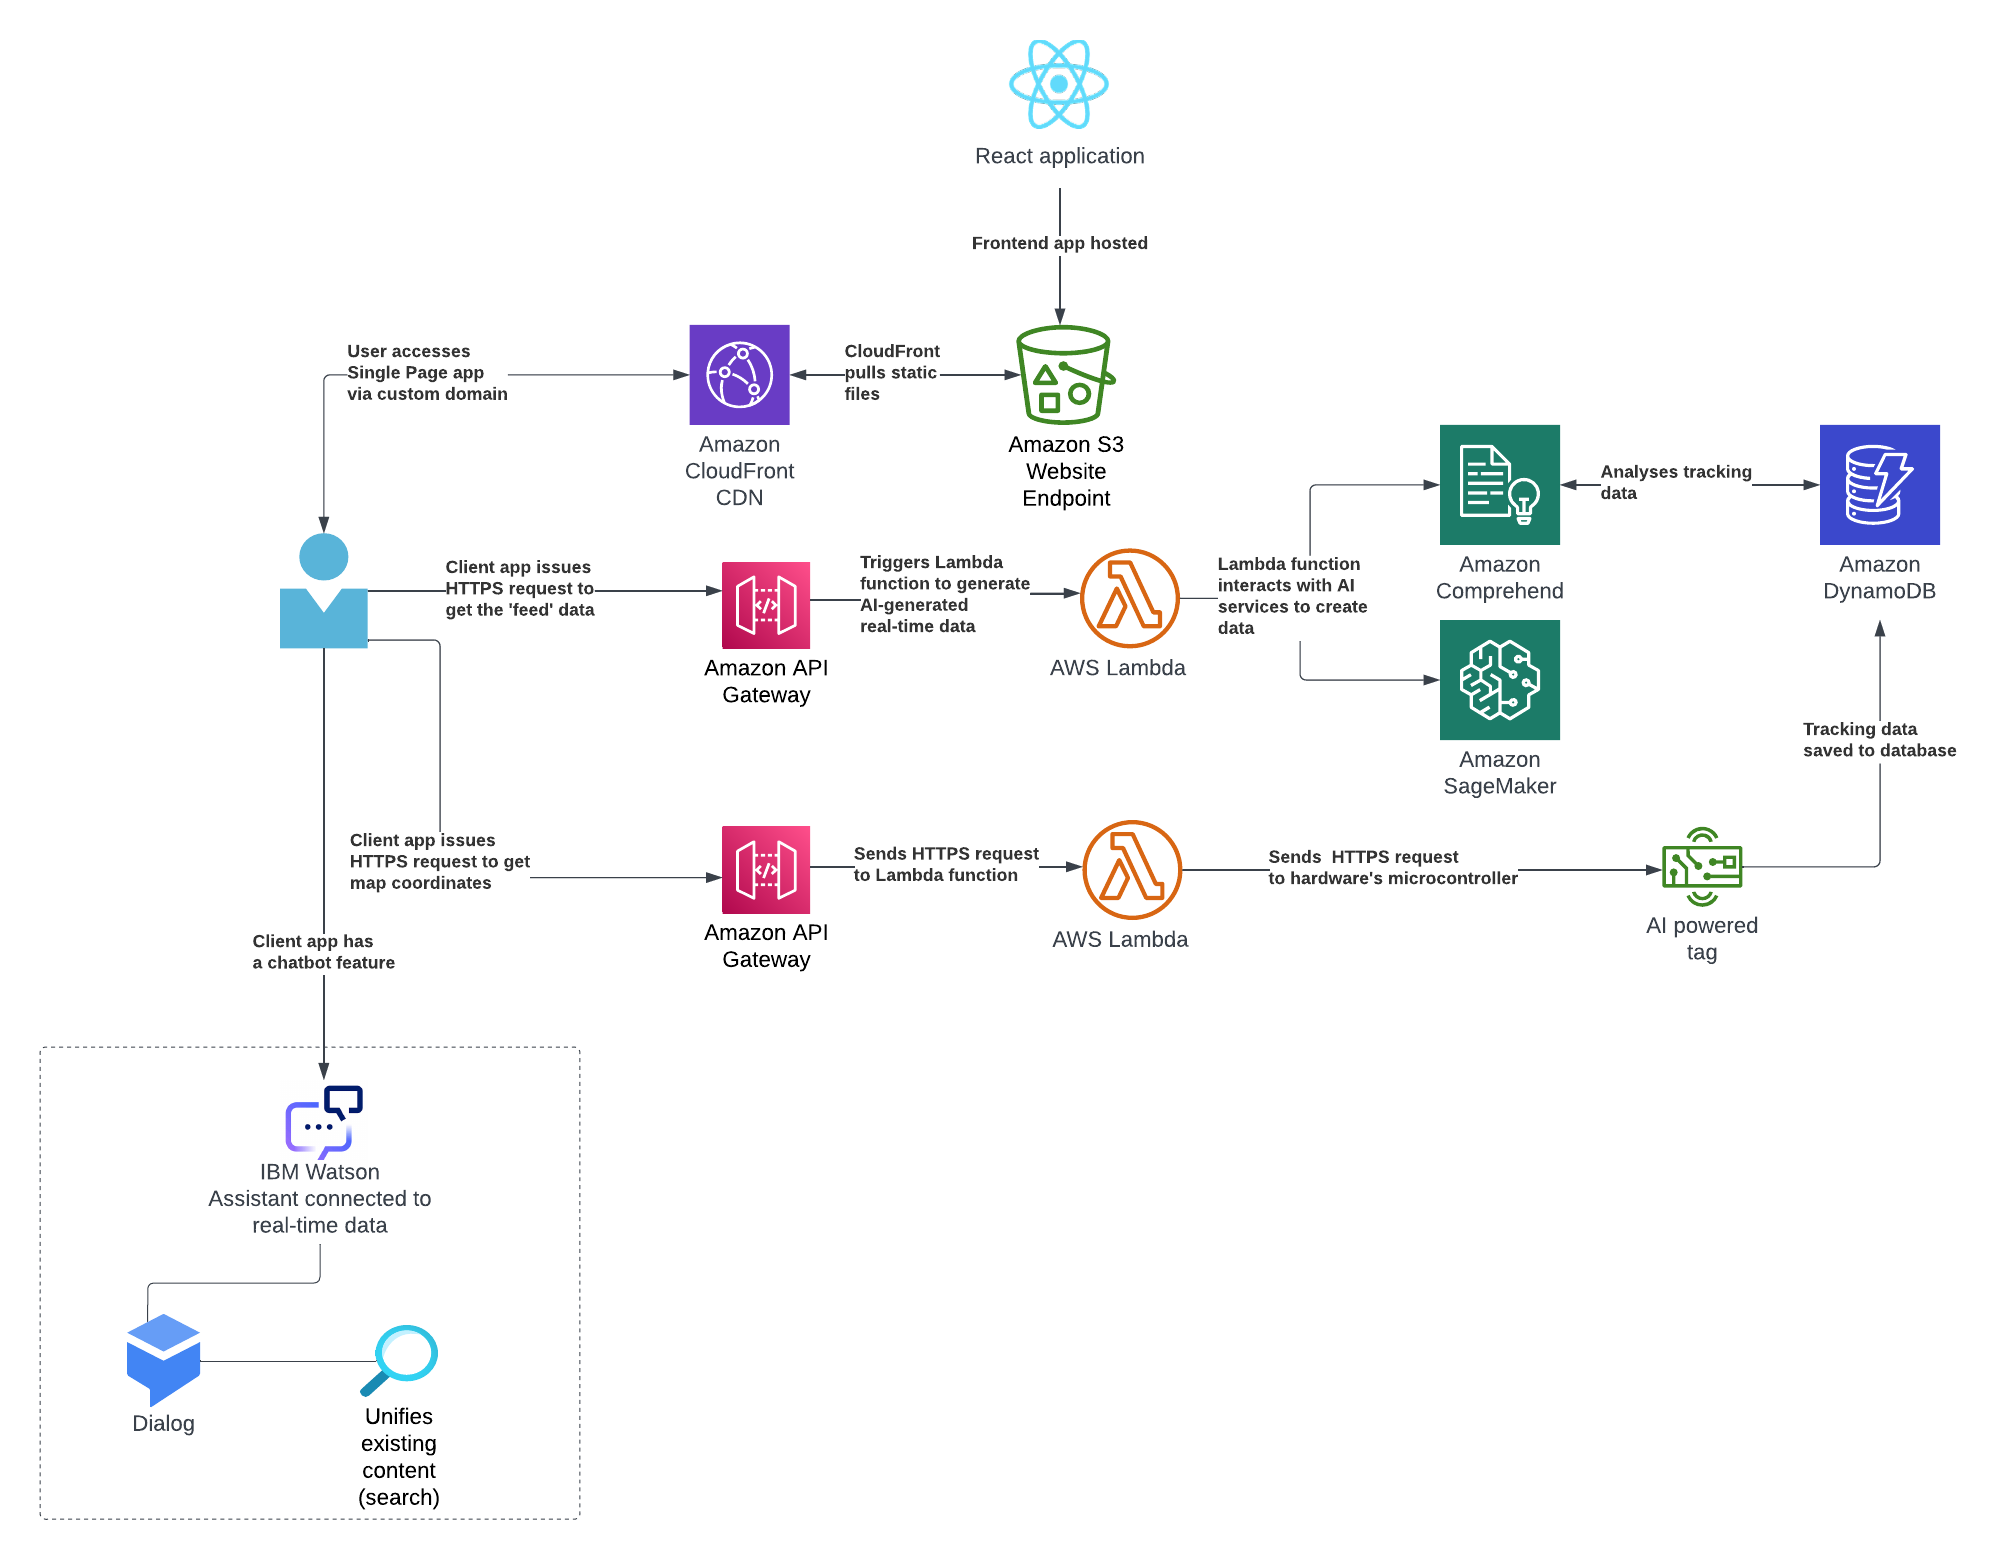 React application
Frontend app hosted
User accesses
Single Page app
via custom domain
CloudFront
pulls static
files
Amazon
CloudFront
CDN
Amazon S3
Website
Endpoint
Analyses tracking
data
Amazon
Comprehend
Amazon
DynamoDB
Client app issues
HTTPS request to
get the 'feed' data
Triggers Lambda
function to generate
AI-generated
real-time data
Lambda function
interacts with AI
services to create
data
Amazon API
Gateway
AWS Lambda
Amazon
SageMaker
Tracking data
saved to database
Client app issues
HTTPS request to get
map coordinates
Sends HTTPS request
to Lambda function
Sends  HTTPS request
to hardware's microcontroller
Amazon API
Gateway
AWS Lambda
AI powered
tag
Client app has
a chatbot feature
IBM Watson
Assistant connected to
real-time data
Dialog
Unifies
existing
content
(search)